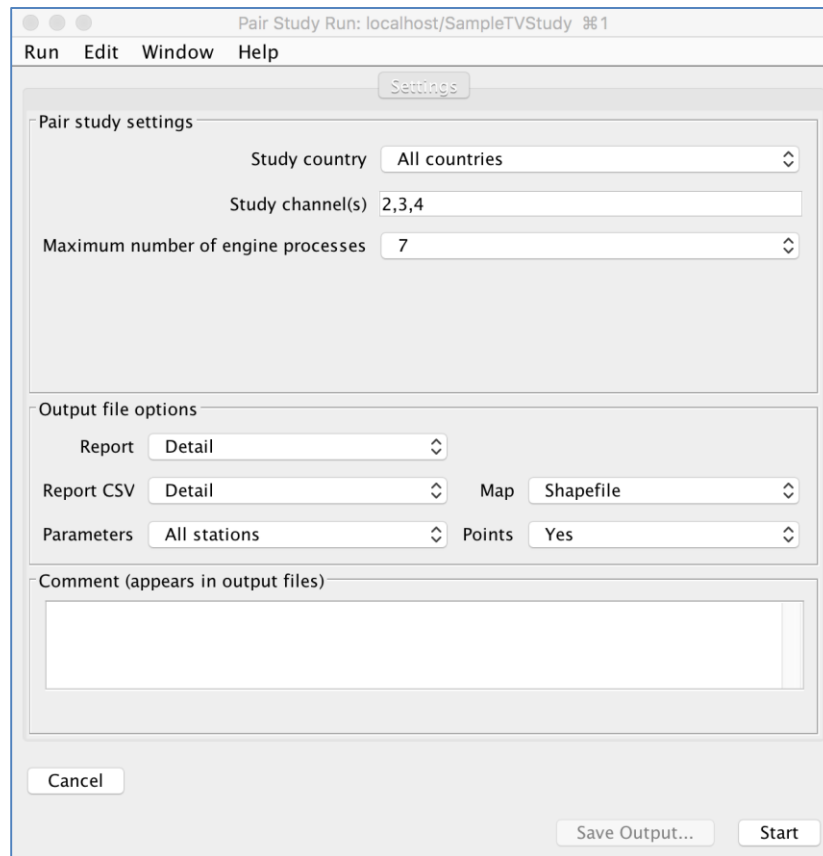 Pair Study Run: localhost/SampleTVStudy ⌘1
Run Edit Window Help
Settings
Pair study settings
Study country All countries
Study channel(s) 2,3,4
Maximum number of engine processes 7
Output file options
Report Detail
Report CSV Detail Map Shapefile
Parameters All stations Points Yes
Comment (appears in output files)
Cancel
Save Output... Start